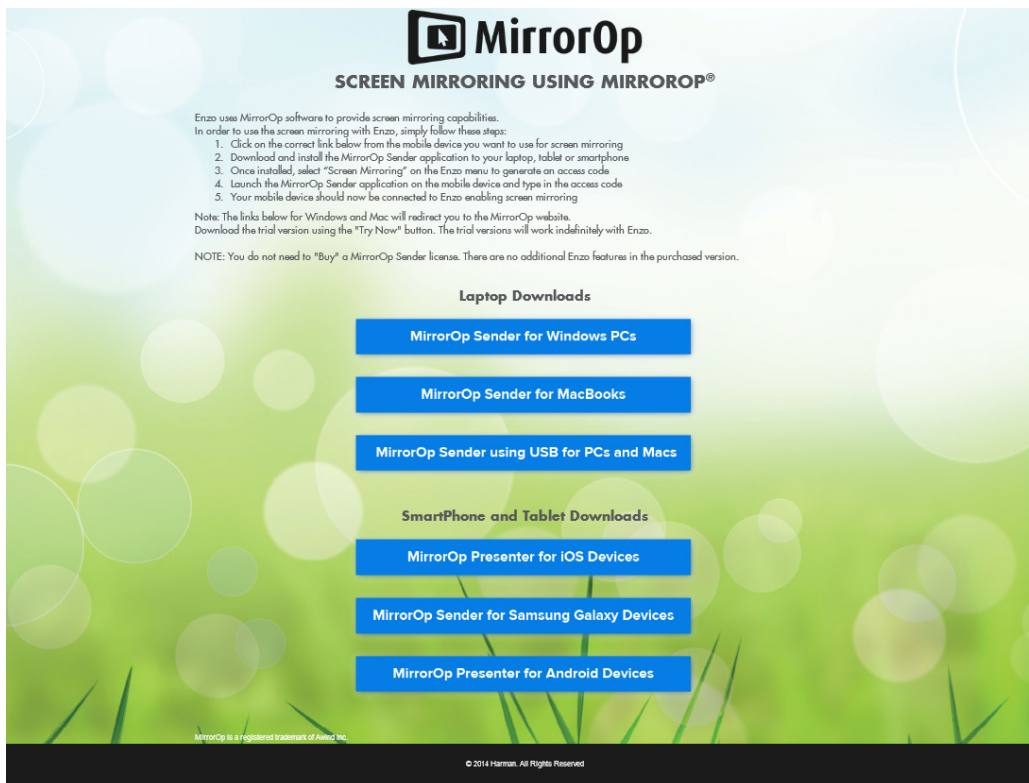 MirrorOp
SCREEN MIRRORING USING MIRROROP®
Enzo uses MirrorOp software to provide screen mirroring capabilities.
In order to use the screen mirroring with Enzo, simply follow these steps:
1. Click on the correct link below from the mobile device you want to use for screen mirroring
2. Download and install the MirrorOp Sender application to your laptop, tablet or smartphone
3. Once installed, select "Screen Mirroring" on the Enzo menu to generate an access code
4. Launch the MirrorOp Sender application on the mobile device and type in the access code
5. Your mobile device should now be connected to Enzo enabling screen mirroring
Note: The links below for Windows and Mac will redirect you to the MirrorOp website.
Download the trial version using the "Try Now" button. The trial versions will work indefinitely with Enzo.
NOTE: You do not need to "Buy" a MirrorOp Sender license. There are no additional Enzo features in the purchased version.
Laptop Downloads
MirrorOp Sender for Windows PCs
MirrorOp Sender for MacBooks
MirrorOp Sender using USB for PCs and Macs
SmartPhone and Tablet Downloads
MirrorOp Presenter for iOS Devices
MirrorOp Sender for Samsung Galaxy Devices
MirrorOp Presenter for Android Devices
MirrorOp is a registered trademark of Awind Inc.
© 2014 Harman. All Rights Reserved